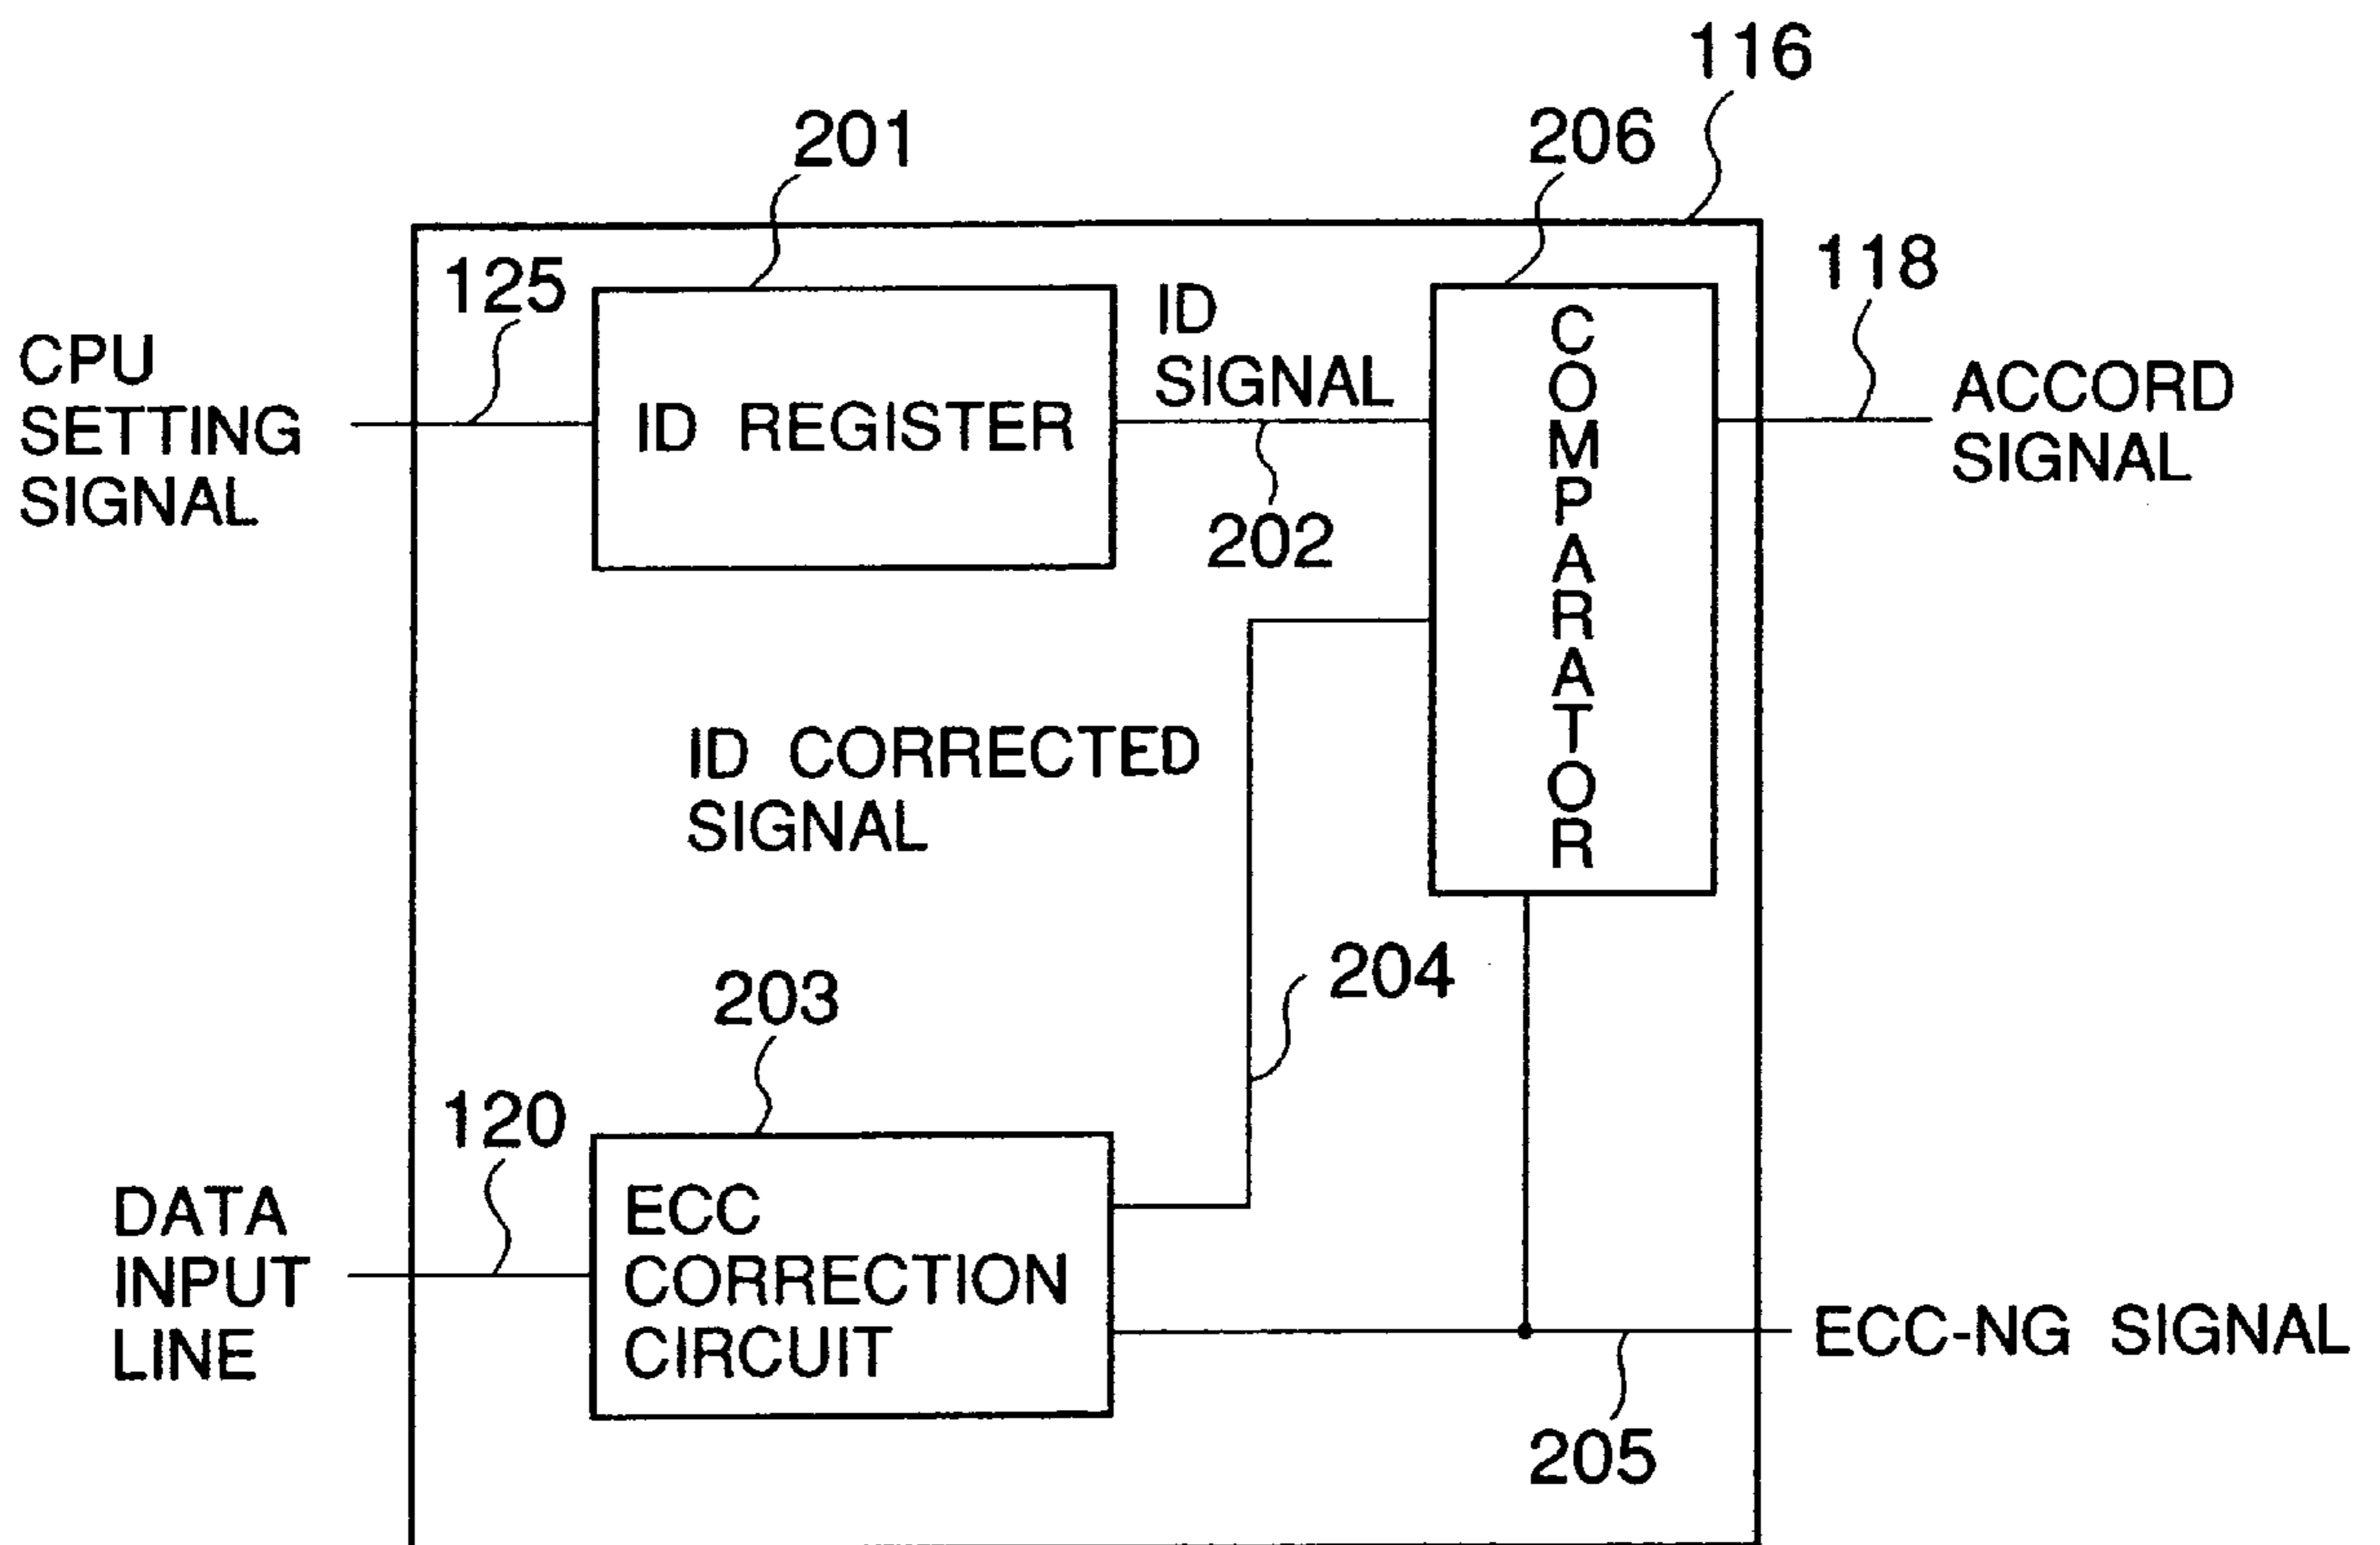 116
201
206
125
118
CPU
SETTING
SIGNAL
ID REGISTER
ID
SIGNAL
202
COMPARATOR
ACCORD
SIGNAL
ID CORRECTED
SIGNAL
204
203
120
DATA
INPUT
LINE
ECC
CORRECTION
CIRCUIT
ECC-NG SIGNAL
205